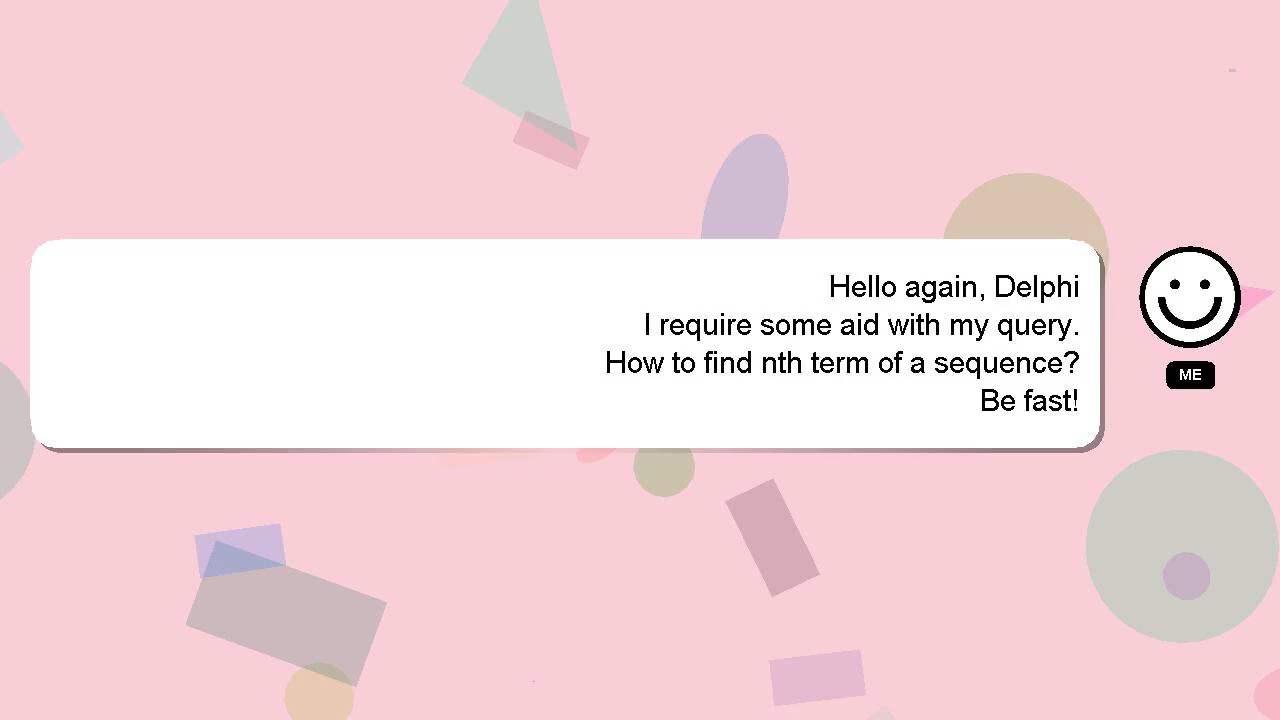 Hello again, Delphi
I require some aid with my query.
How to find nth term of a sequence?
Be fast!
ME